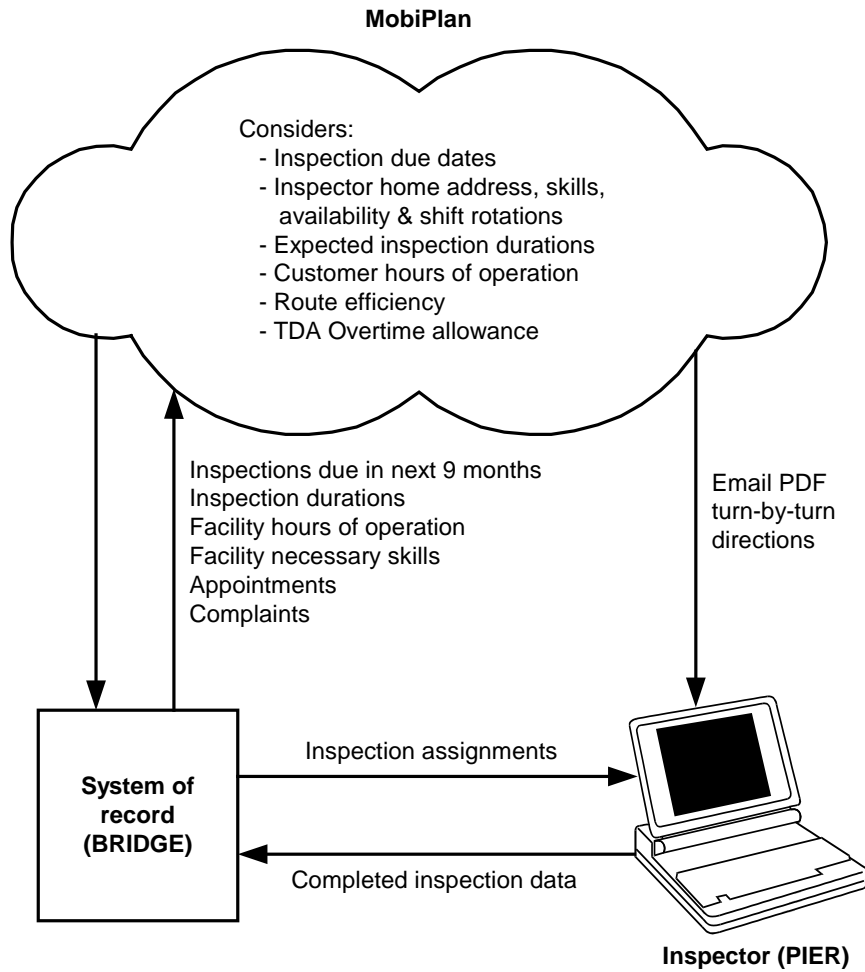 MobiPlan
Considers:
- Inspection due dates
- Inspector home address, skills,
availability & shift rotations
- Expected inspection durations
- Customer hours of operation
- Route efficiency
- TDA Overtime allowance
Inspections due in next 9 months
Inspection durations
Facility hours of operation
Facility necessary skills
Appointments
Complaints
Email PDF
turn-by-turn
directions
System of
record
(BRIDGE)
Inspection assignments
Completed inspection data
Inspector (PIER)